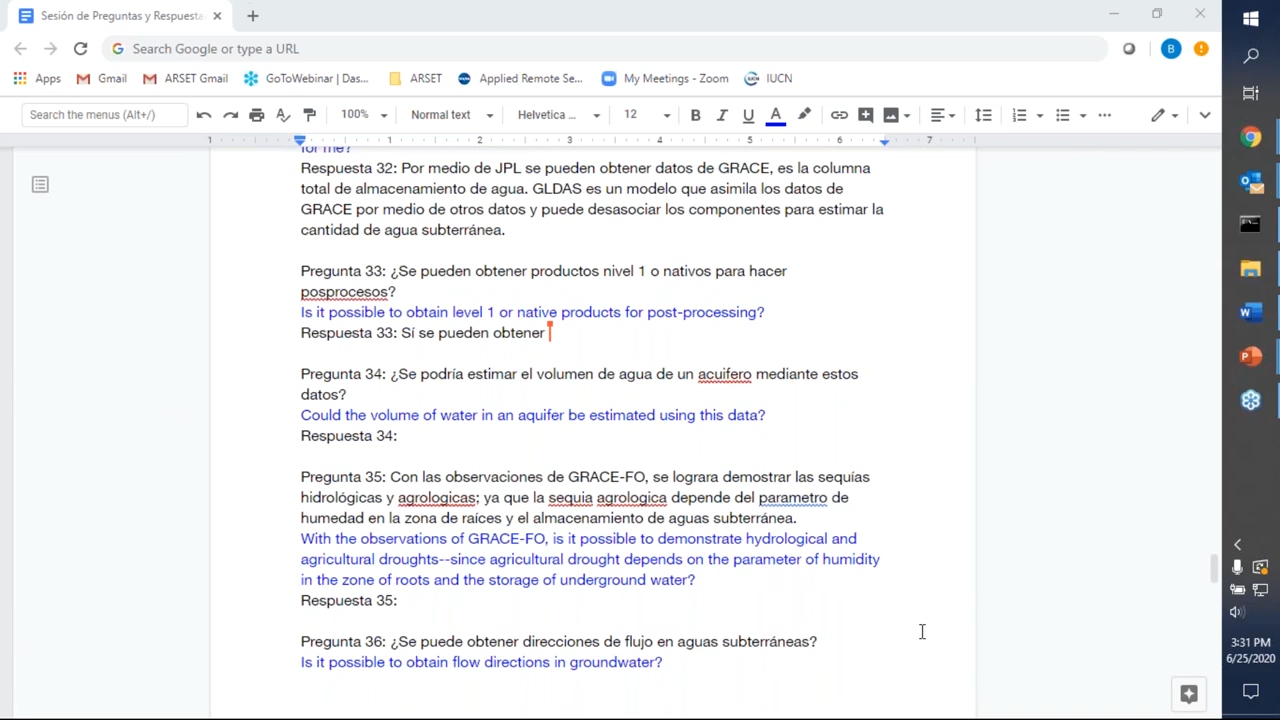 Sesión de Preguntas y Respuesta
Search Google or type a URL
B
Apps
Gmail
ARSET Gmail
GoToWebinar | Das...
ARSET
Applied Remote Se...
My Meetings - Zoom
IUCN
Search the menus (Alt+/)
100%
Normal text
Helvetica ...
12
B I U A
1 1 2 3 4 5 6 7
for me?
Respuesta 32: Por medio de JPL se pueden obtener datos de GRACE, es la columna
total de almacenamiento de agua. GLDAS es un modelo que asimila los datos de
GRACE por medio de otros datos y puede desasociar los componentes para estimar la
cantidad de agua subterránea.
Pregunta 33: ¿Se pueden obtener productos nivel 1 o nativos para hacer
posprocesos?
Is it possible to obtain level 1 or native products for post-processing?
Respuesta 33: Sí se pueden obtener
Pregunta 34: ¿Se podría estimar el volumen de agua de un acuifero mediante estos
datos?
Could the volume of water in an aquifer be estimated using this data?
Respuesta 34:
Pregunta 35: Con las observaciones de GRACE-FO, se lograra demostrar las sequías
hidrológicas y agrologicas; ya que la sequia agrologica depende del parametro de
humedad en la zona de raíces y el almacenamiento de aguas subterránea.
With the observations of GRACE-FO, is it possible to demonstrate hydrological and
agricultural droughts--since agricultural drought depends on the parameter of humidity
in the zone of roots and the storage of underground water?
Respuesta 35:
Pregunta 36: ¿Se puede obtener direcciones de flujo en aguas subterráneas?
Is it possible to obtain flow directions in groundwater?
3:31 PM
6/25/2020